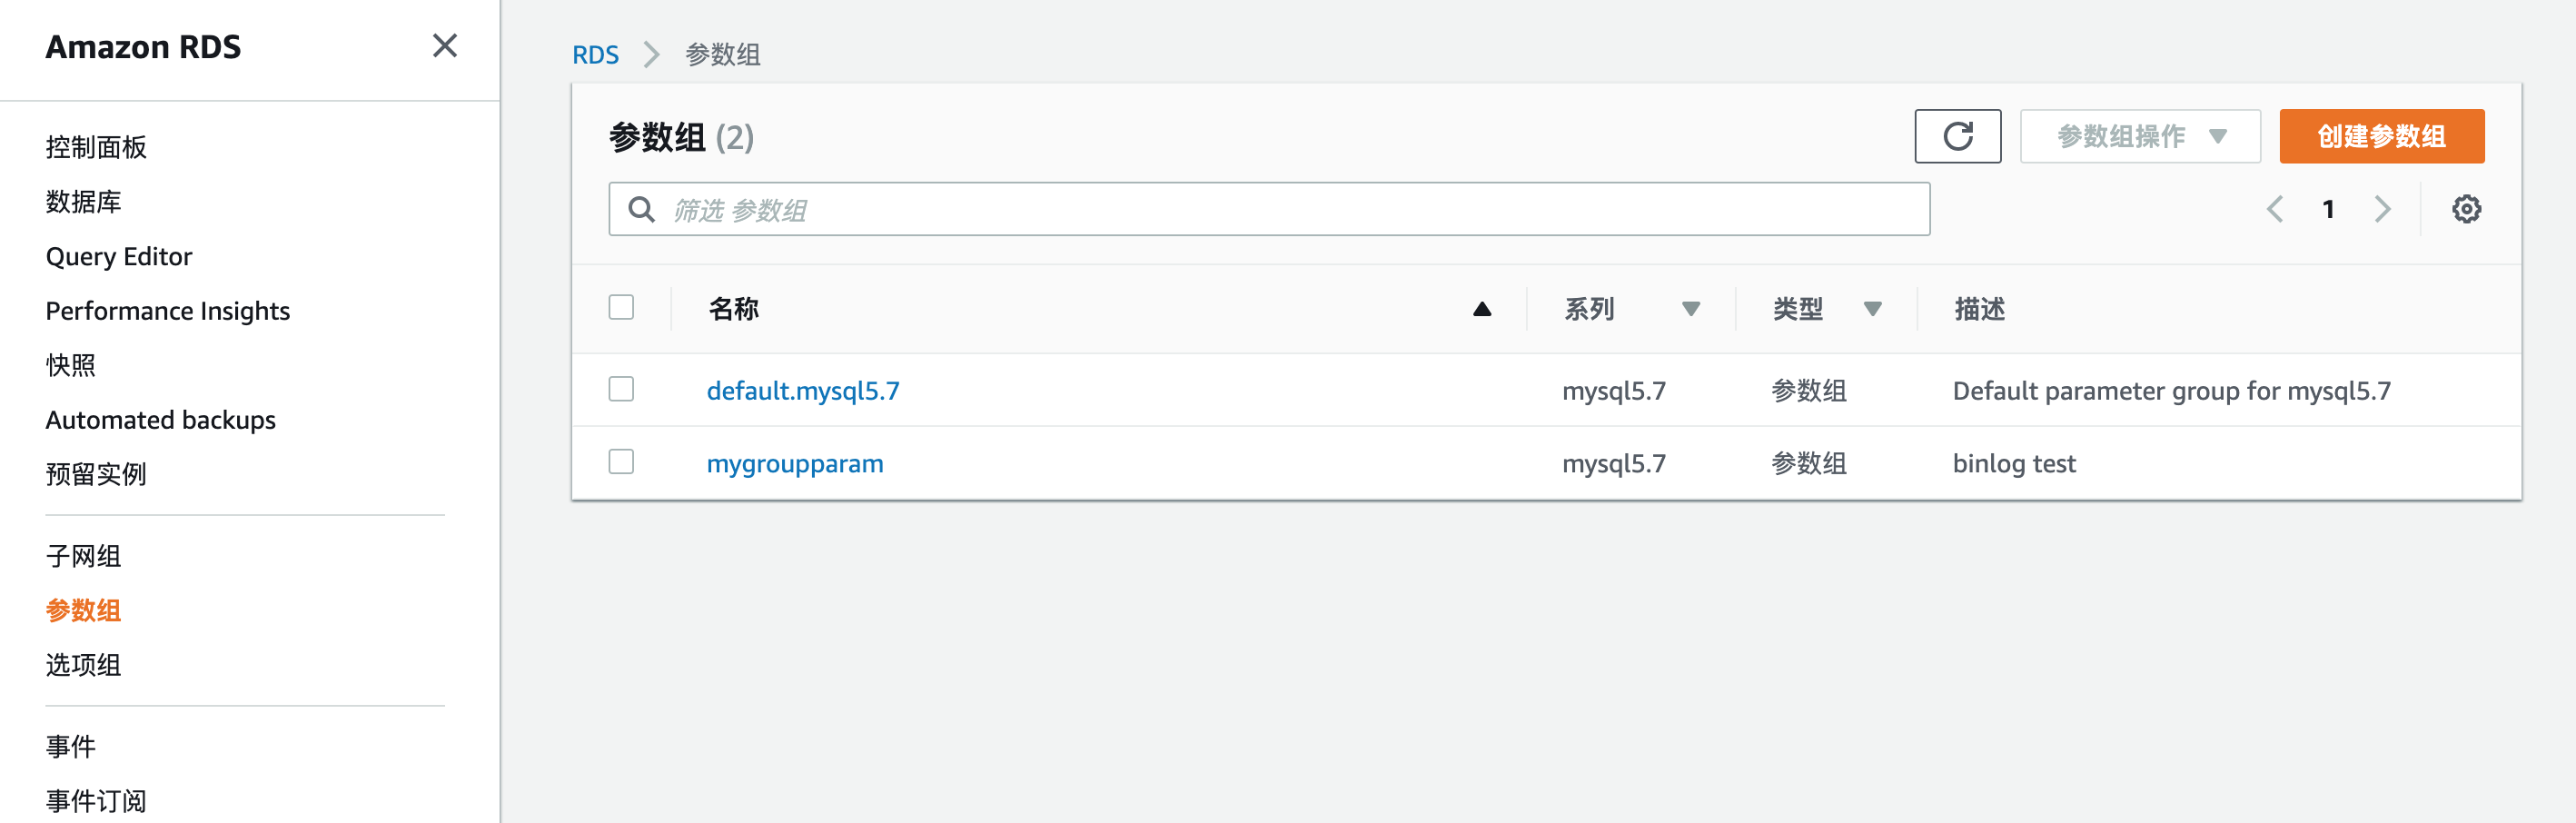 Amazon RDS
控制面板
数据库
Query Editor
Performance Insights
快照
Automated backups
预留实例
子网组
参数组
选项组
事件
事件订阅
RDS 参数组
参数组 (2)
参数组操作
创建参数组
筛选 参数组
1
名称 系列 类型 描述
default.mysql5.7 mysql5.7 参数组 Default parameter group for mysql5.7
mygroupparam mysql5.7 参数组 binlog test